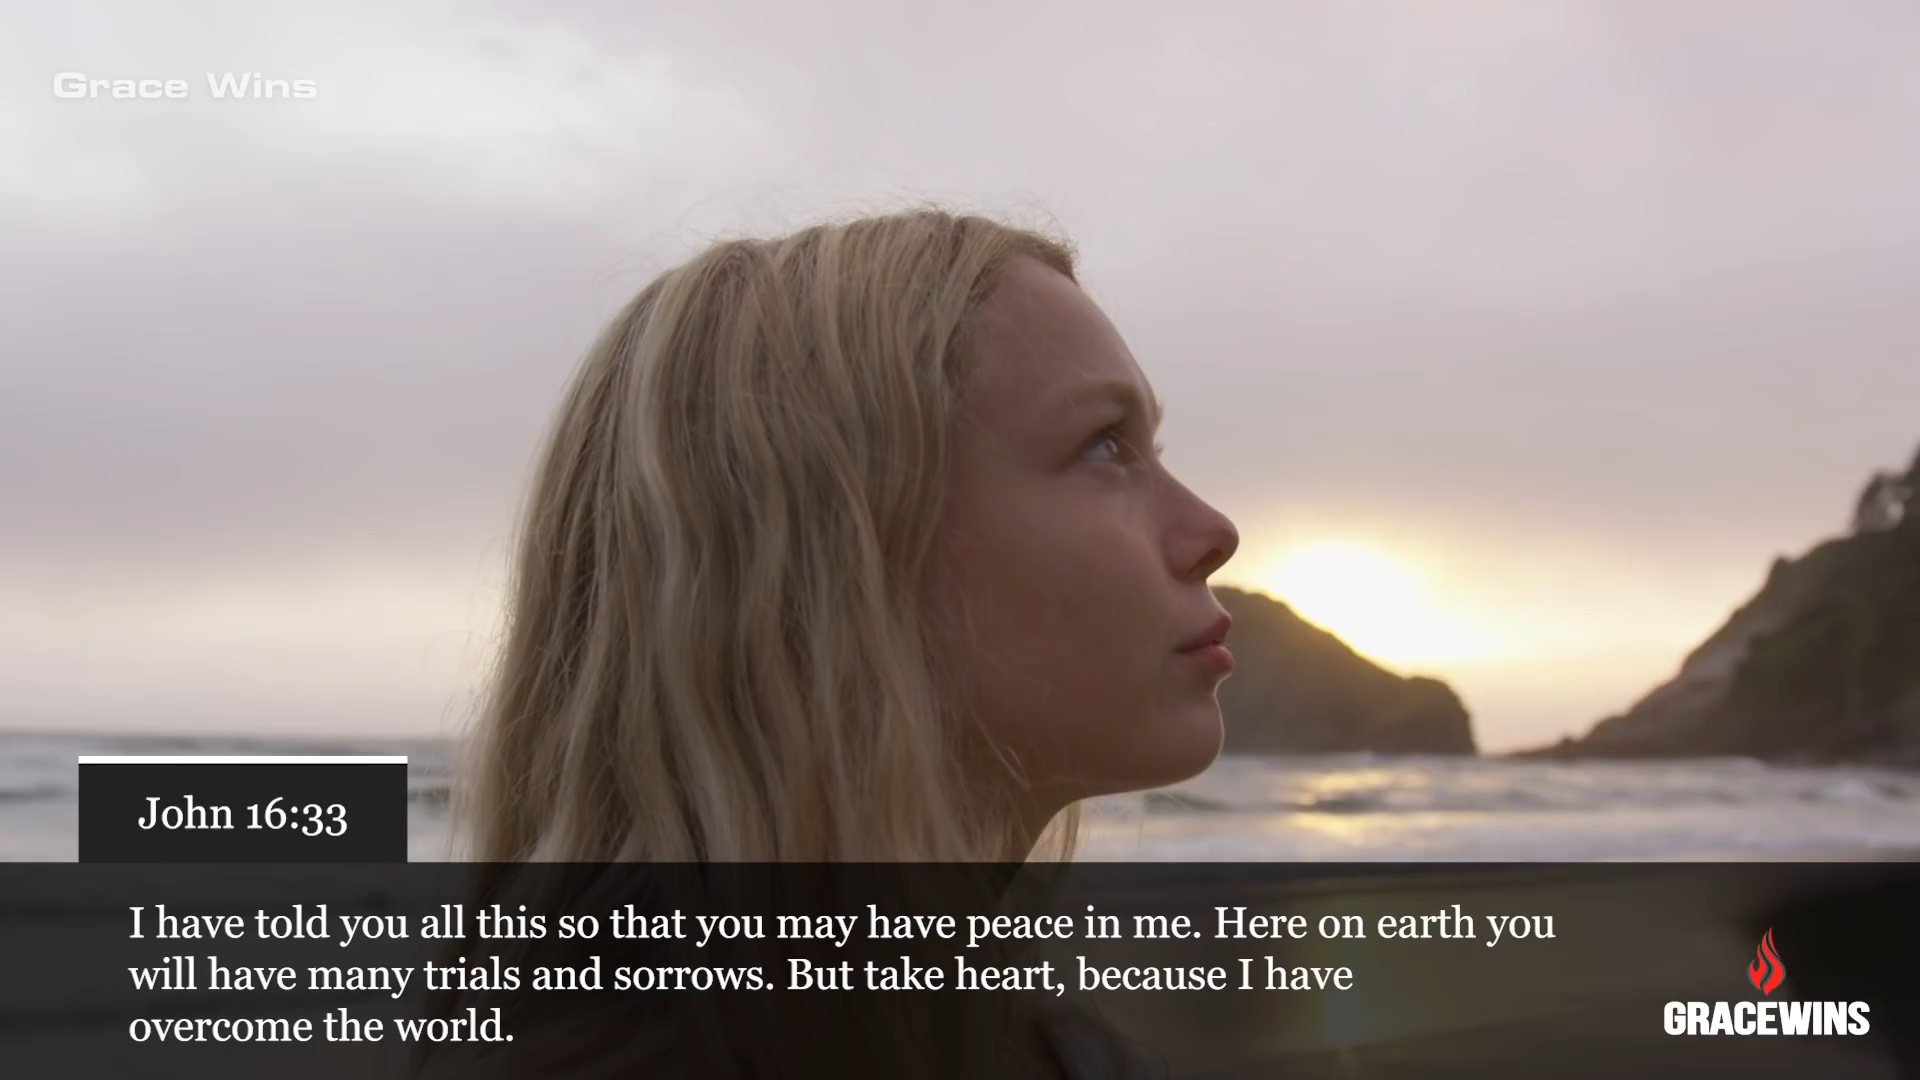 Grace Wins
John 16:33
I have told you all this so that you may have peace in me. Here on earth you
will have many trials and sorrows. But take heart, because I have
overcome the world.
GRACEWINS